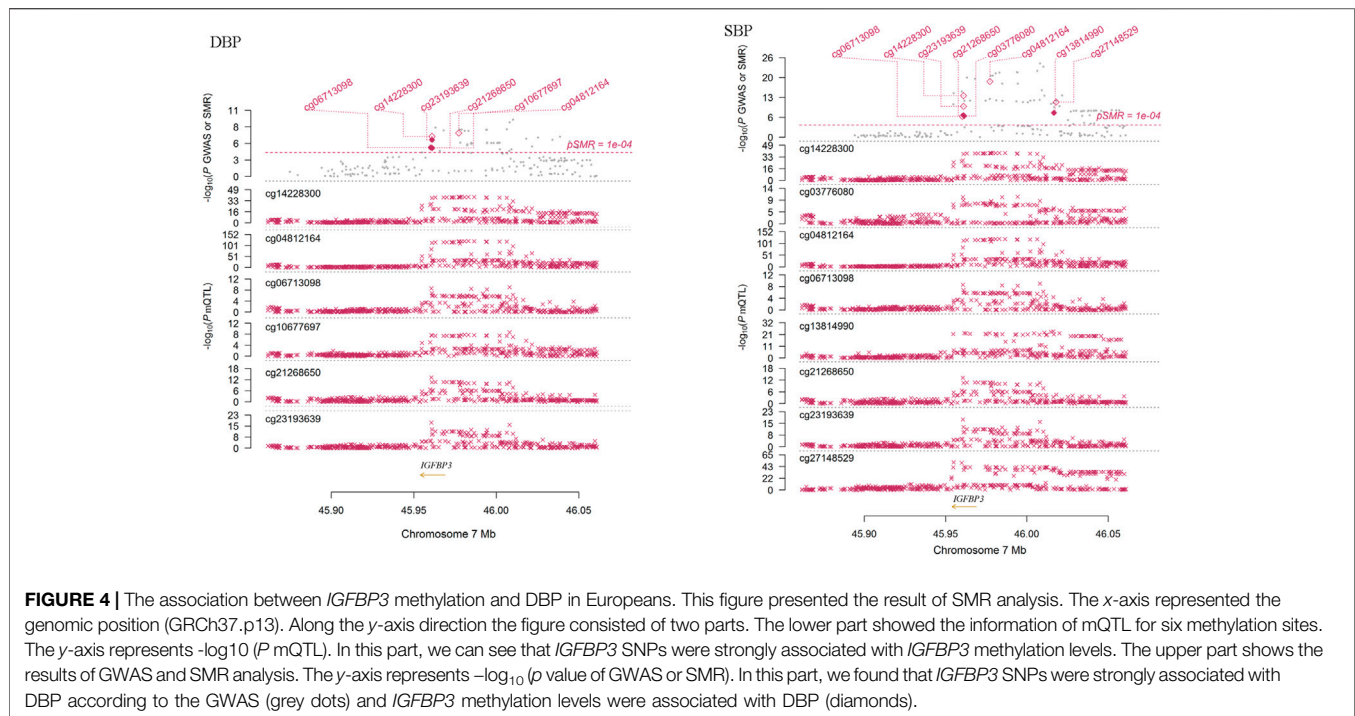 DBP
cg06713098
cg14228300
cg23193639
cg21268650
cg10677697
cg04812164
-log10(P GWAS or SMR)
11
8
6
3
0
pSMR = 1e-04
cg14228300
49
33
16
0
cg04812164
152
101
51
0
cg06713098
12
8
4
0
cg10677697
12
8
4
0
cg21268650
18
12
6
0
cg23193639
23
15
8
0
-log10(P mQTL)
IGFBP3
45.90 45.95 46.00 46.05
Chromosome 7 Mb
SBP
cg06713098
cg14228300
cg23193639
cg21268650
cg03776080
cg04812164
cg13814990
cg27148529
-log10(P GWAS or SMR)
26
20
13
6
0
pSMR = 1e-04
cg14228300
49
33
16
0
cg03776080
14
10
5
0
cg04812164
152
101
51
0
cg06713098
12
8
4
0
cg13814990
32
21
11
0
cg21268650
18
12
6
0
cg23193639
23
15
8
0
cg27148529
65
43
22
0
-log10(P mQTL)
IGFBP3
45.90 45.95 46.00 46.05
Chromosome 7 Mb
FIGURE 4 | The association between IGFBP3 methylation and DBP in Europeans. This figure presented the result of SMR analysis. The x-axis represented the
genomic position (GRCh37.p13). Along the y-axis direction the figure consisted of two parts. The lower part showed the information of mQTL for six methylation sites.
The y-axis represents -log10 (P mQTL). In this part, we can see that IGFBP3 SNPs were strongly associated with IGFBP3 methylation levels. The upper part shows the
results of GWAS and SMR analysis. The y-axis represents −log10 (p value of GWAS or SMR). In this part, we found that IGFBP3 SNPs were strongly associated with
DBP according to the GWAS (grey dots) and IGFBP3 methylation levels were associated with DBP (diamonds).